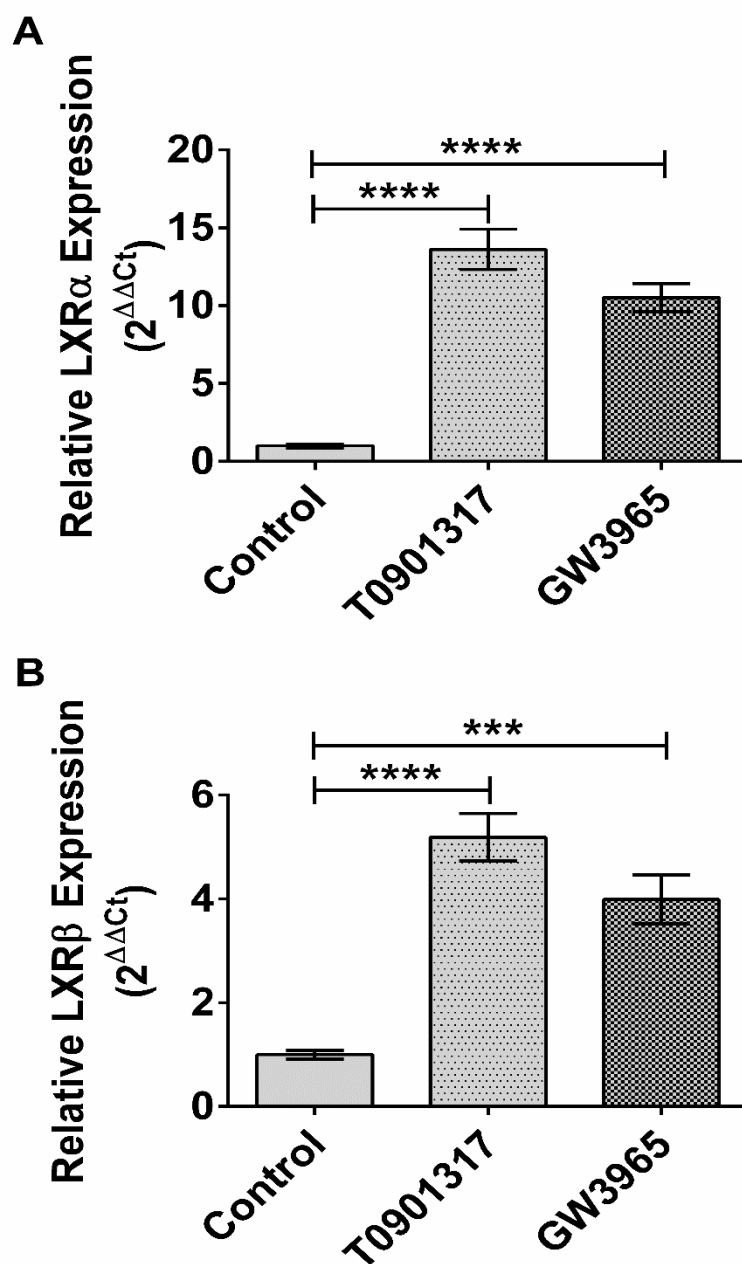 A
Relative LXRα Expression
(2^ΔΔCt)
20
15
10
5
0
****
****
Control
T0901317
GW3965
B
Relative LXRβ Expression
(2^ΔΔCt)
6
4
2
0
***
****
Control
T0901317
GW3965